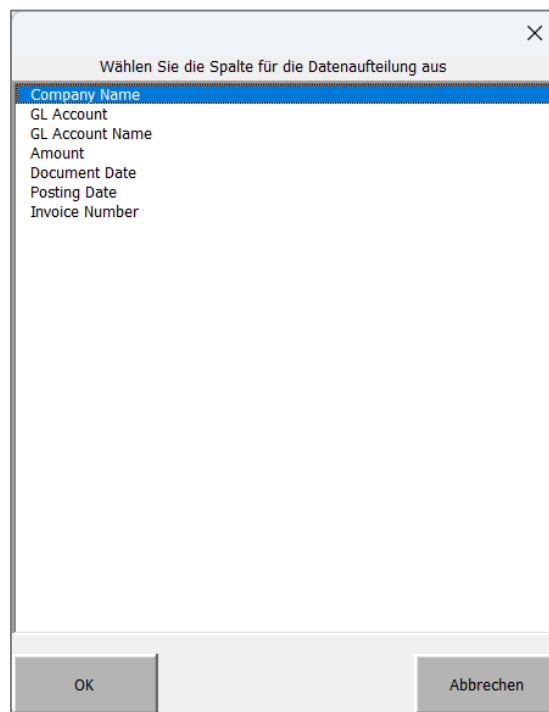 Wählen Sie die Spalte für die Datenaufteilung aus
Company Name
GL Account
GL Account Name
Amount
Document Date
Posting Date
Invoice Number
OK
Abbrechen